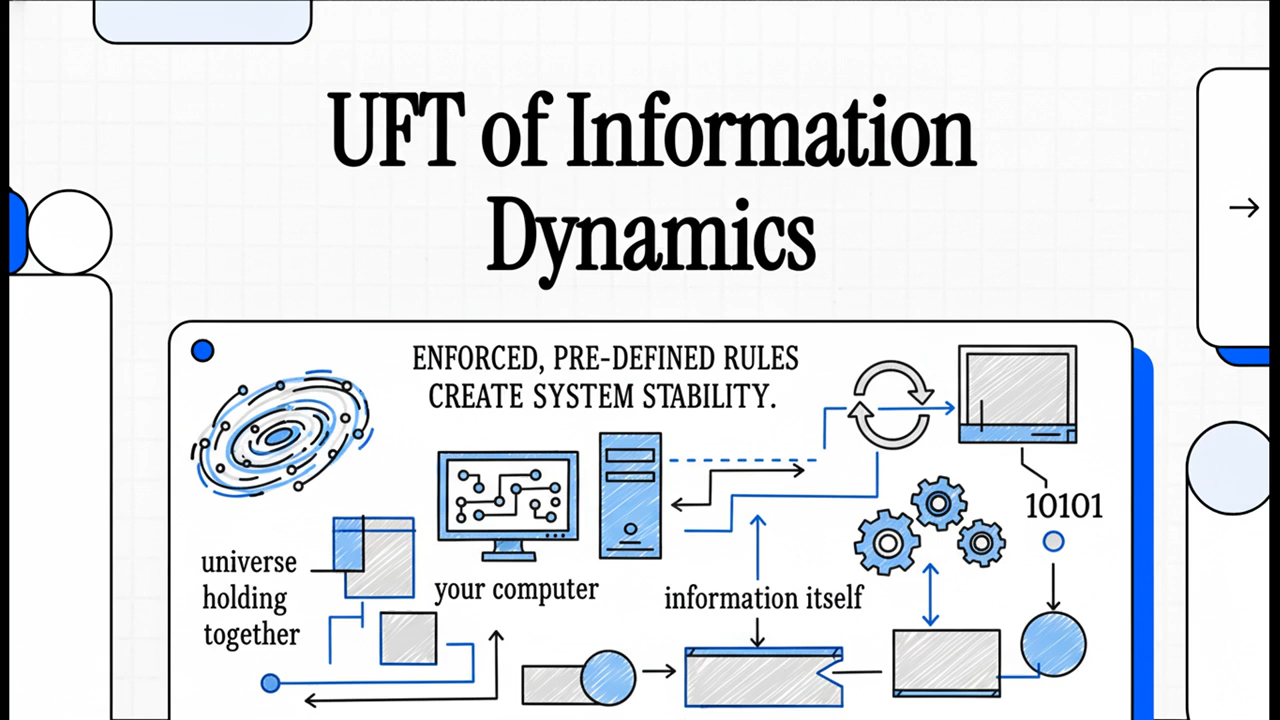 UFT of Information
Dynamics
ENFORCED, PRE-DEFINED RULES
CREATE SYSTEM STABILITY.
10101
universe
holding
together
your computer
information itself